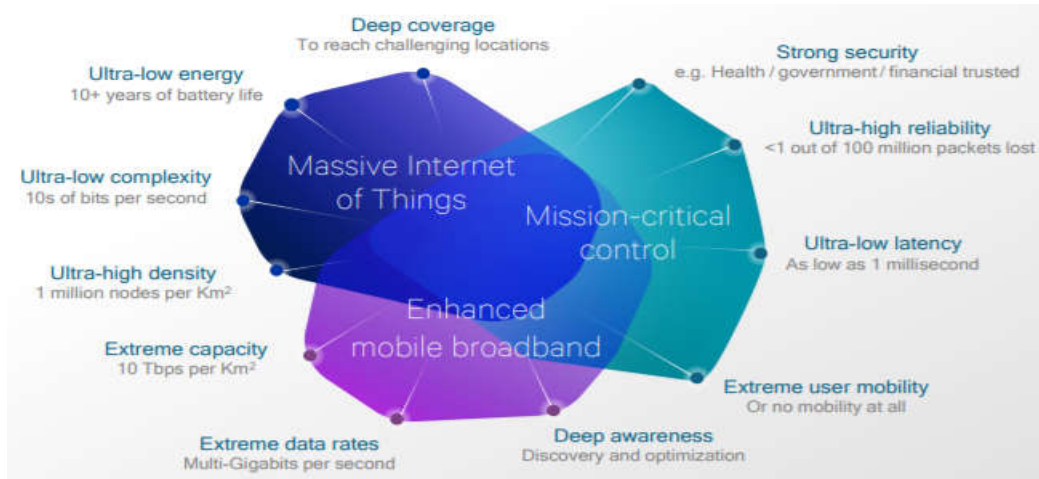 Deep coverage
To reach challenging locations
Strong security
e.g. Health / government / financial trusted
Ultra-low energy
10+ years of battery life
Ultra-high reliability
<1 out of 100 million packets lost
Massive Internet
of Things
Ultra-low complexity
10s of bits per second
Mission-critical
control
Ultra-low latency
As low as 1 millisecond
Ultra-high density
1 million nodes per Km²
Enhanced
mobile broadband
Extreme capacity
10 Tbps per Km²
Extreme user mobility
Or no mobility at all
Extreme data rates
Multi-Gigabits per second
Deep awareness
Discovery and optimization